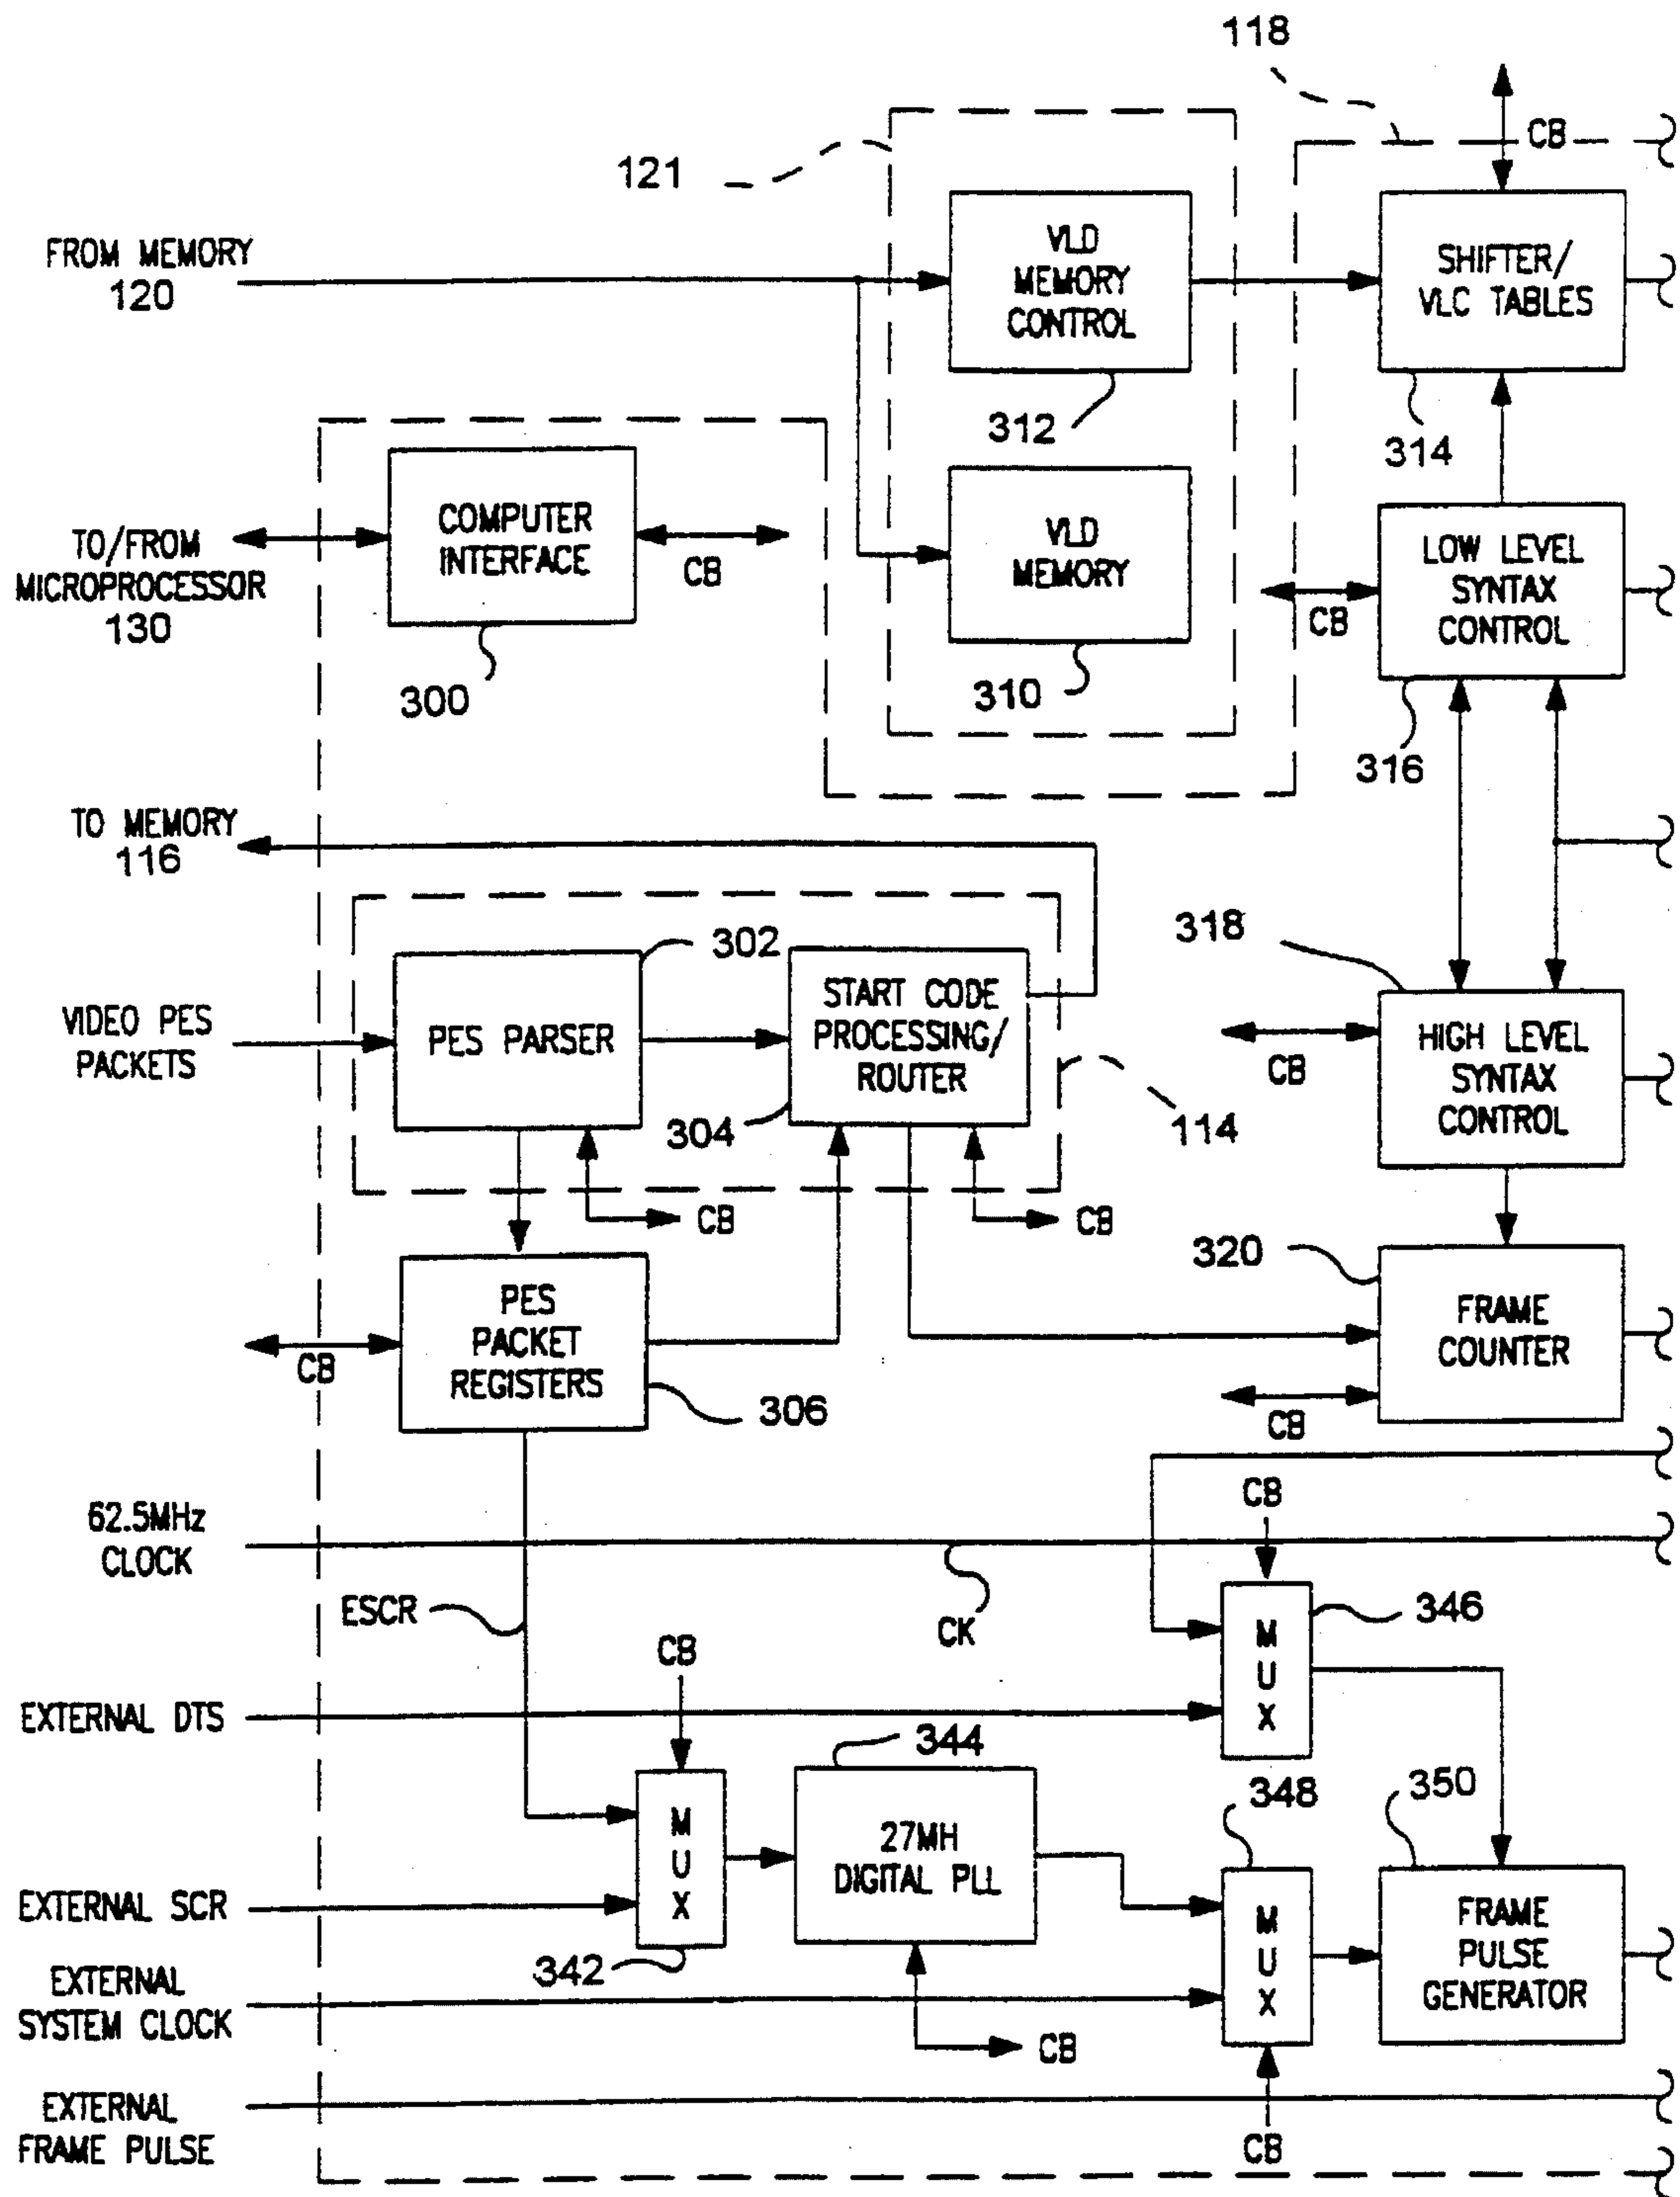 118
CB
121
FROM MEMORY
120
VLD
MEMORY
CONTROL
SHIFTER/
VLC TABLES
312
314
COMPUTER
INTERFACE
CB
TO/FROM
MICROPROCESSOR
130
300
VLD
MEMORY
310
LOW LEVEL
SYNTAX
CONTROL
CB
316
TO MEMORY
116
302
318
VIDEO PES
PACKETS
PES PARSER
START CODE
PROCESSING/
ROUTER
304
114
HIGH LEVEL
SYNTAX
CONTROL
CB
CB
CB
320
PES
PACKET
REGISTERS
CB
306
FRAME
COUNTER
CB
62.5MHz
CLOCK
CB
ESCR
CK
MUX
346
CB
EXTERNAL DTS
344
348
350
MUX
27MH
DIGITAL PLL
EXTERNAL SCR
342
MUX
FRAME
PULSE
GENERATOR
EXTERNAL
SYSTEM CLOCK
CB
EXTERNAL
FRAME PULSE
CB